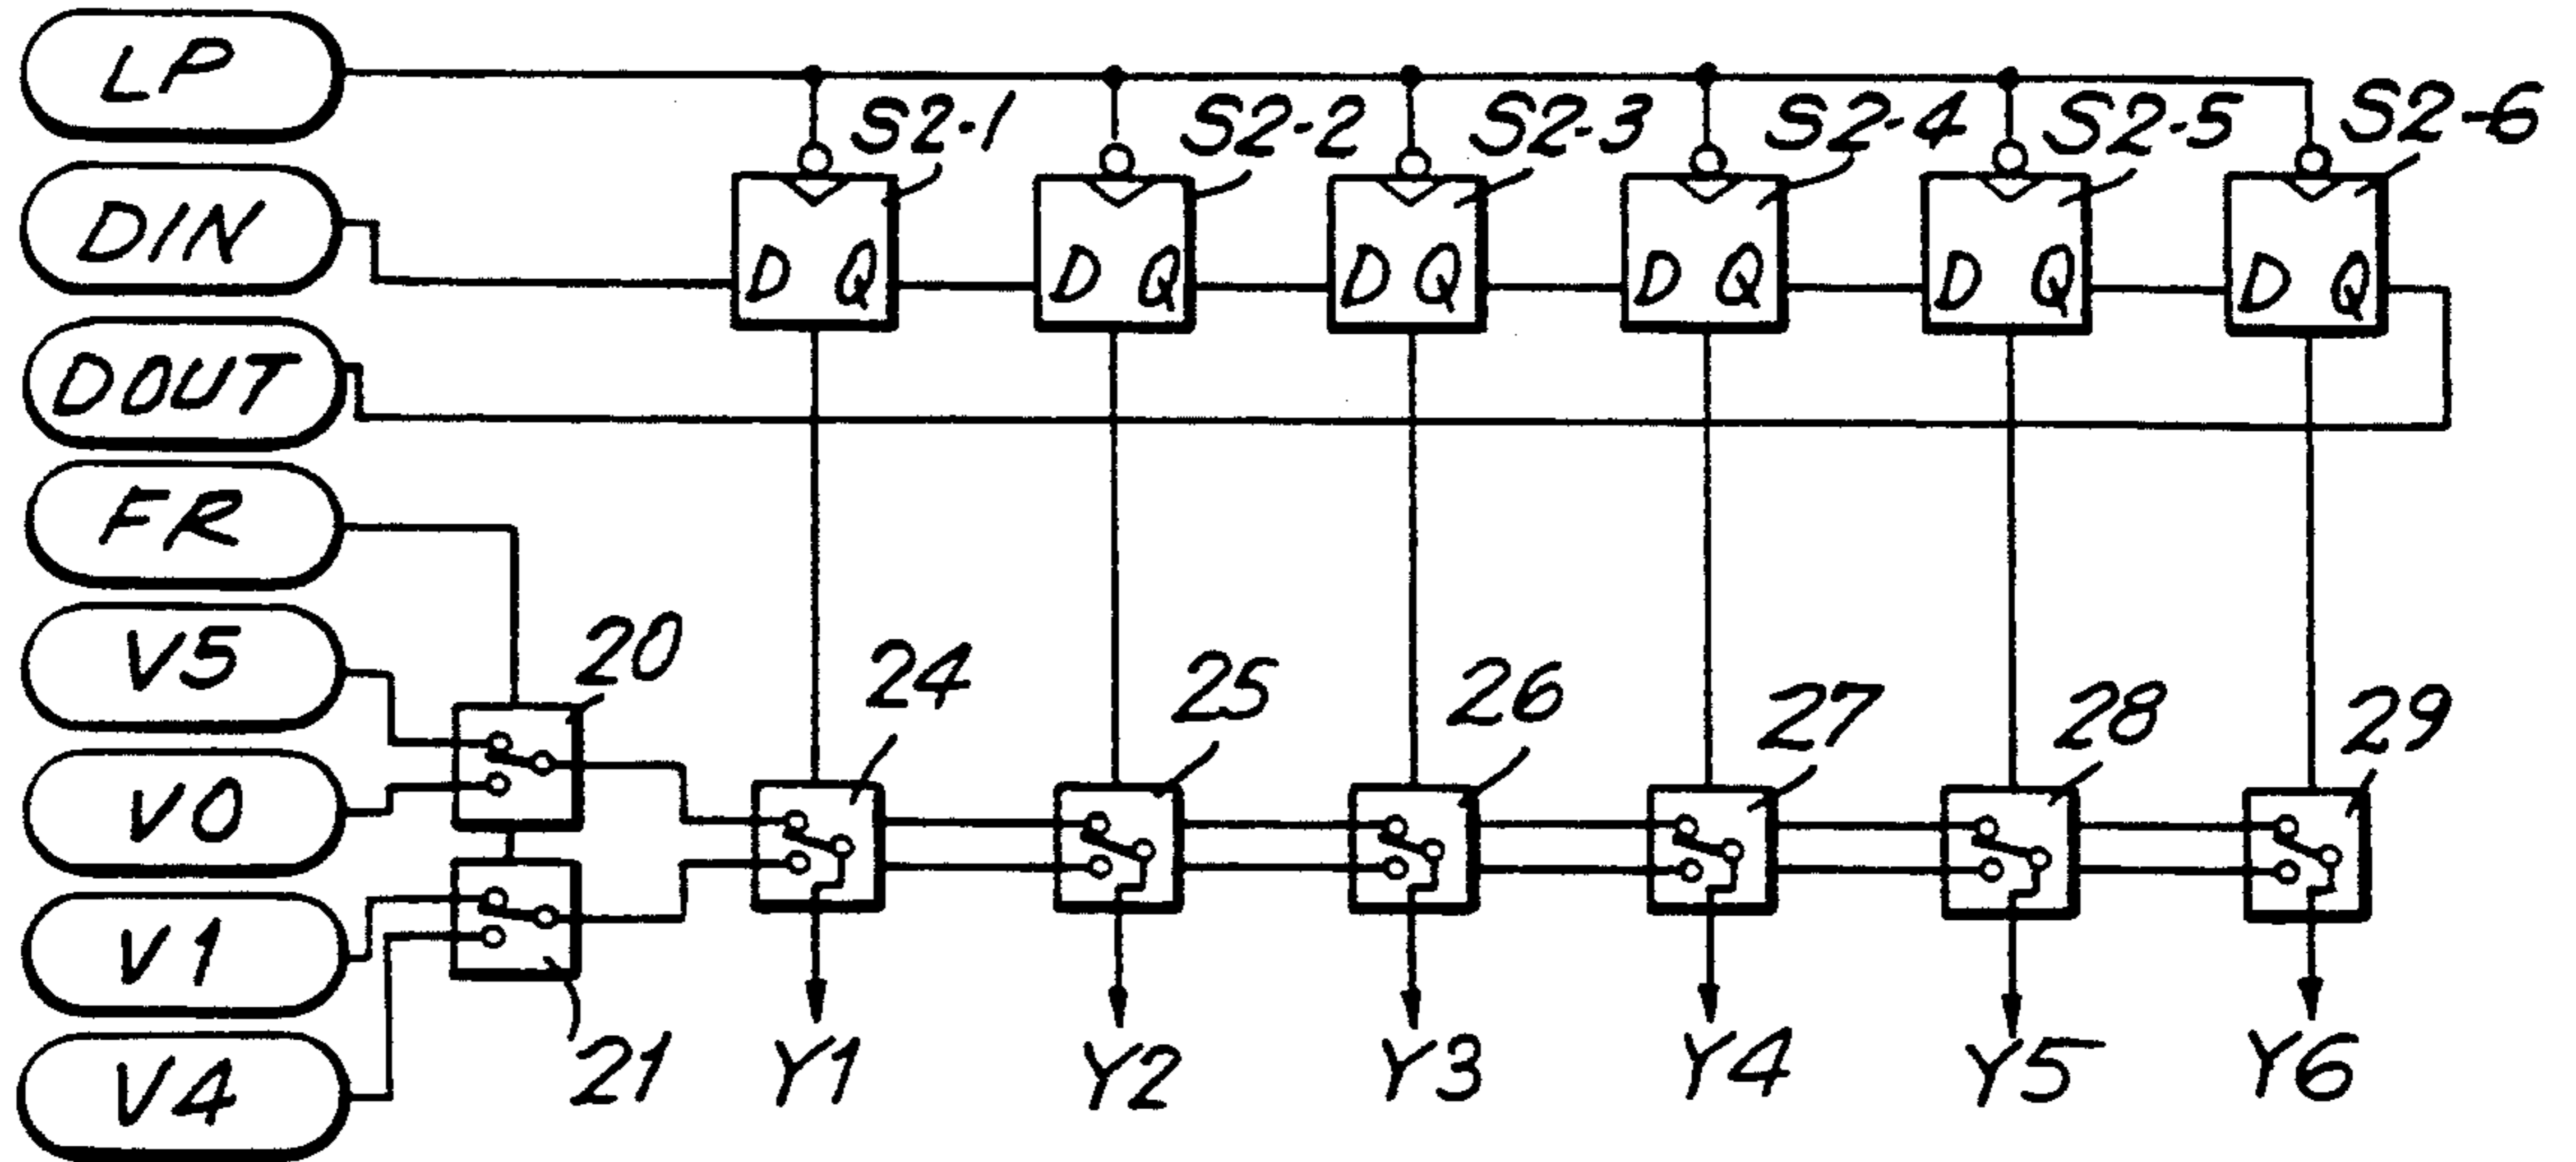 LP
S2-1 S2-2 S2-3 S2-4 S2-5 S2-6
DIN
D Q D Q D Q D Q D Q D Q
DOUT
FR
V5
20 24 25 26 27 28 29
V0
V1
V4
21 Y1 Y2 Y3 Y4 Y5 Y6